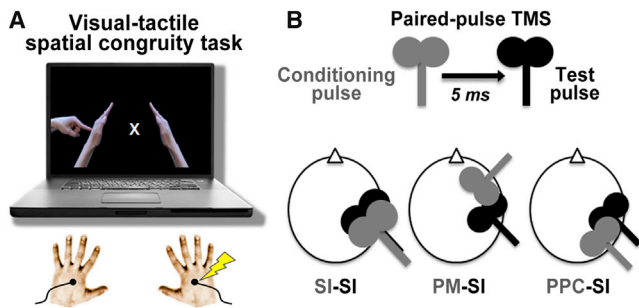 A
Visual-tactile
spatial congruity task
X
B
Paired-pulse TMS
Conditioning
pulse
5 ms
Test
pulse
SI-SI
PM-SI
PPC-SI